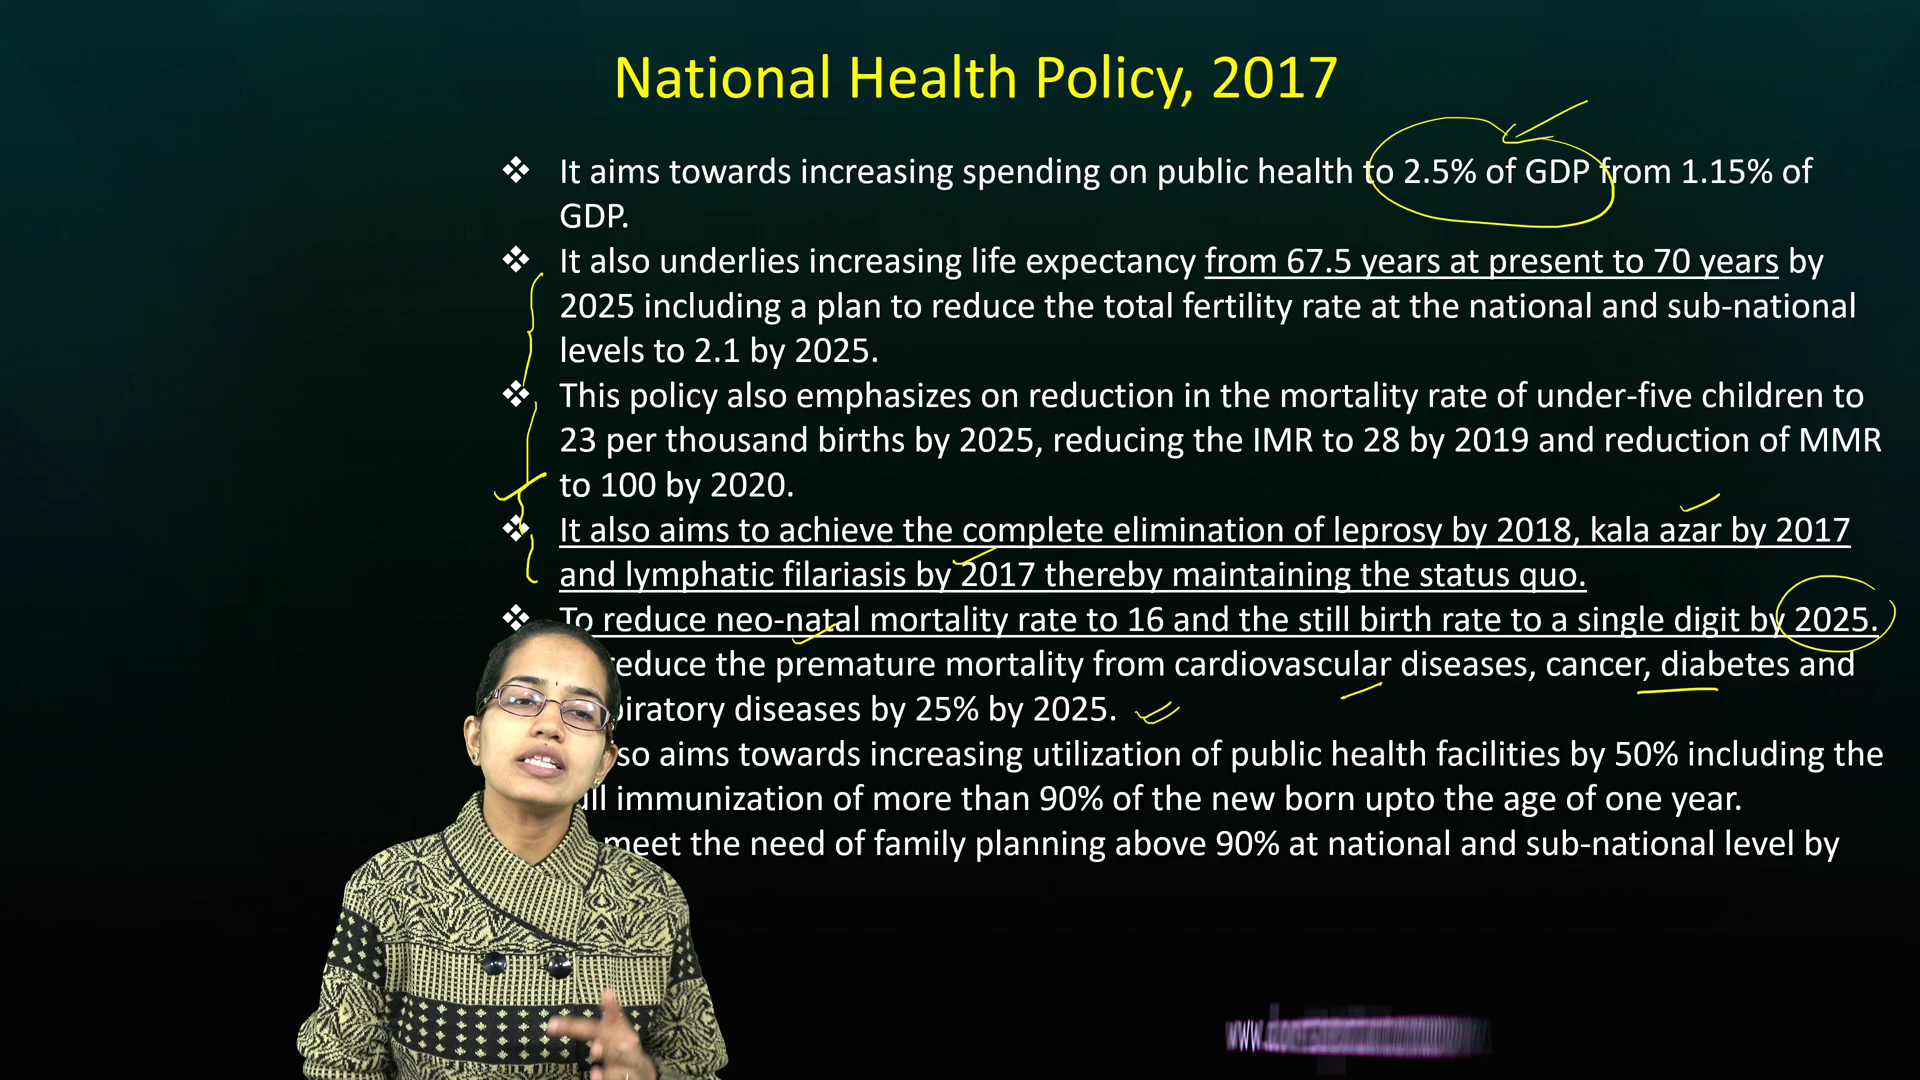 National Health Policy, 2017
❖ It aims towards increasing spending on public health to 2.5% of GDP from 1.15% of
GDP.
❖ It also underlies increasing life expectancy from 67.5 years at present to 70 years by
2025 including a plan to reduce the total fertility rate at the national and sub-national
levels to 2.1 by 2025.
❖ This policy also emphasizes on reduction in the mortality rate of under-five children to
23 per thousand births by 2025, reducing the IMR to 28 by 2019 and reduction of MMR
to 100 by 2020.
❖ It also aims to achieve the complete elimination of leprosy by 2018, kala azar by 2017
and lymphatic filariasis by 2017 thereby maintaining the status quo.
❖ To reduce neo-natal mortality rate to 16 and the still birth rate to a single digit by 2025.
reduce the premature mortality from cardiovascular diseases, cancer, diabetes and
piratory diseases by 25% by 2025.
so aims towards increasing utilization of public health facilities by 50% including the
immunization of more than 90% of the new born upto the age of one year.
meet the need of family planning above 90% at national and sub-national level by
www.